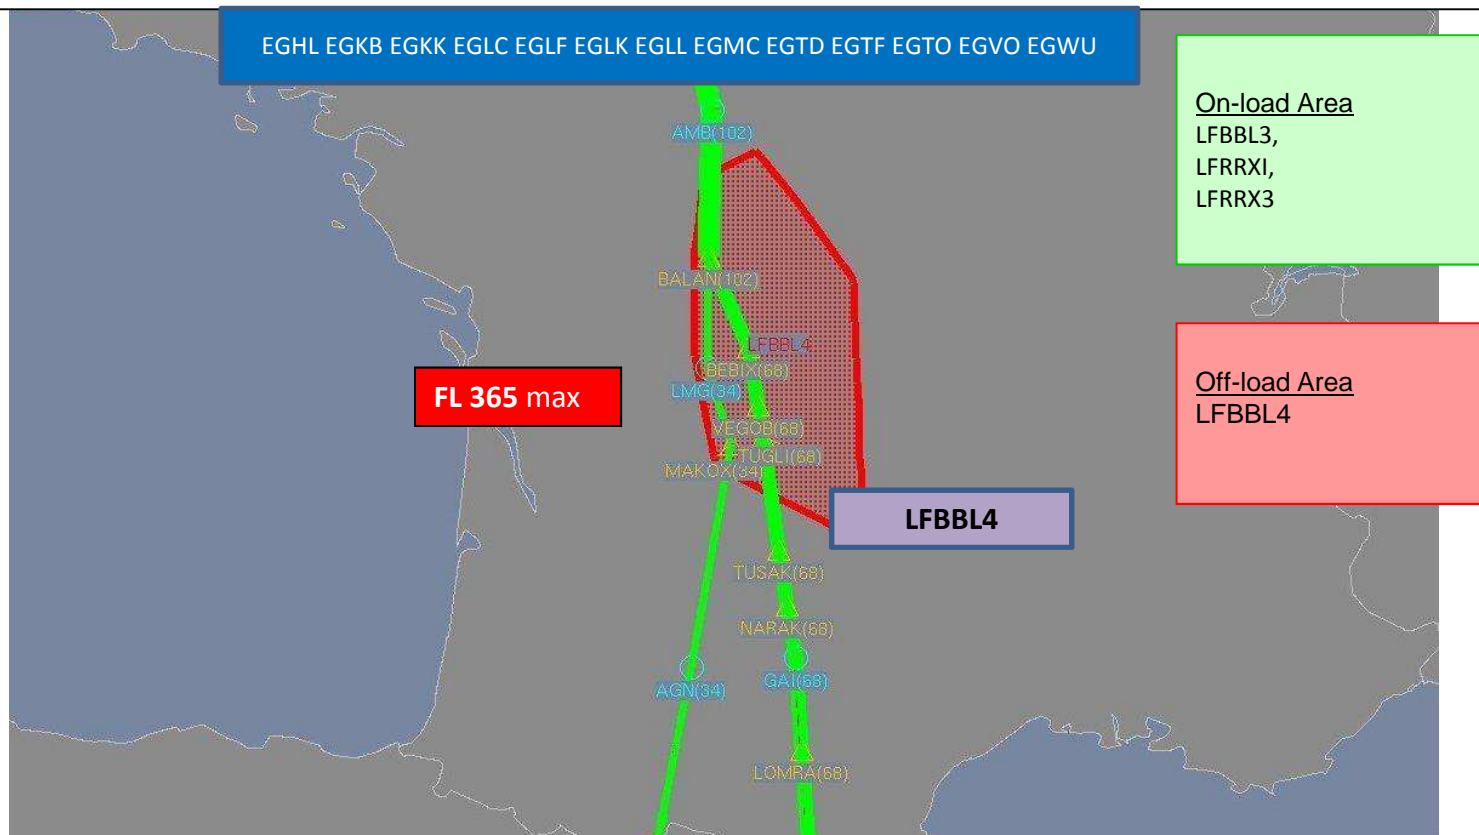 EGHL EGKB EGKK EGLC EGLF EGLK EGLL EGMC EGTD EGTF EGTO EGVO EGWU
On-load Area
LFBBL3,
LFRRXI,
LFRRX3
AMB(102)
BALAN(102)
LFBBL4
BEBIX(68)
LMG(34)
FL 365 max
Off-load Area
LFBBL4
VEGOB(68)
TUGLI(68)
MAKOX(34)
LFBBL4
TUSAK(68)
NARAK(68)
GAI(68)
AGN(34)
LOMRA(68)